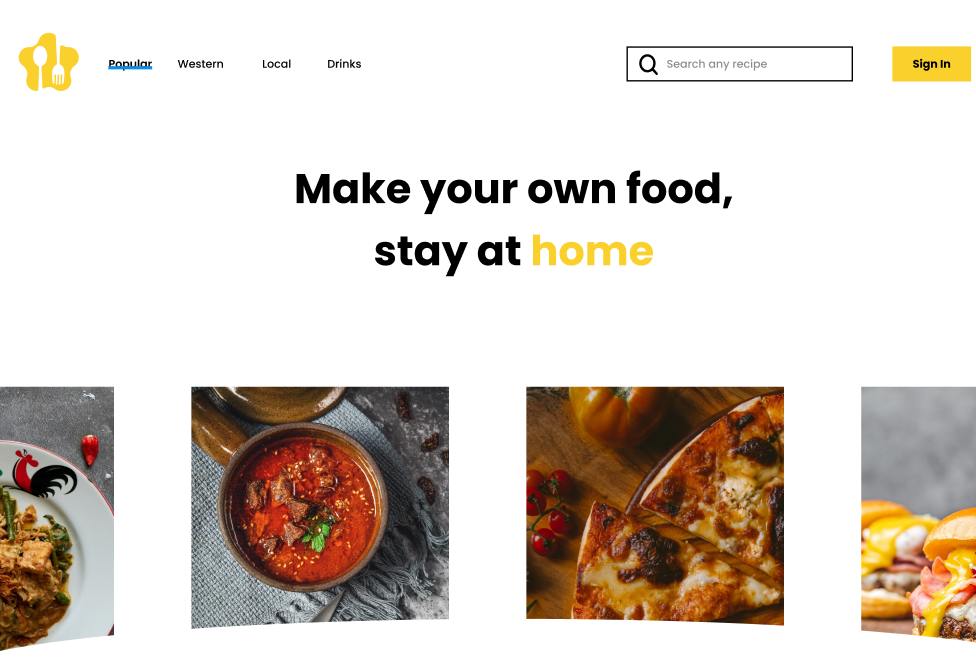 Popular
Western
Local
Drinks
Search any recipe
Sign In
Make your own food,
stay at home